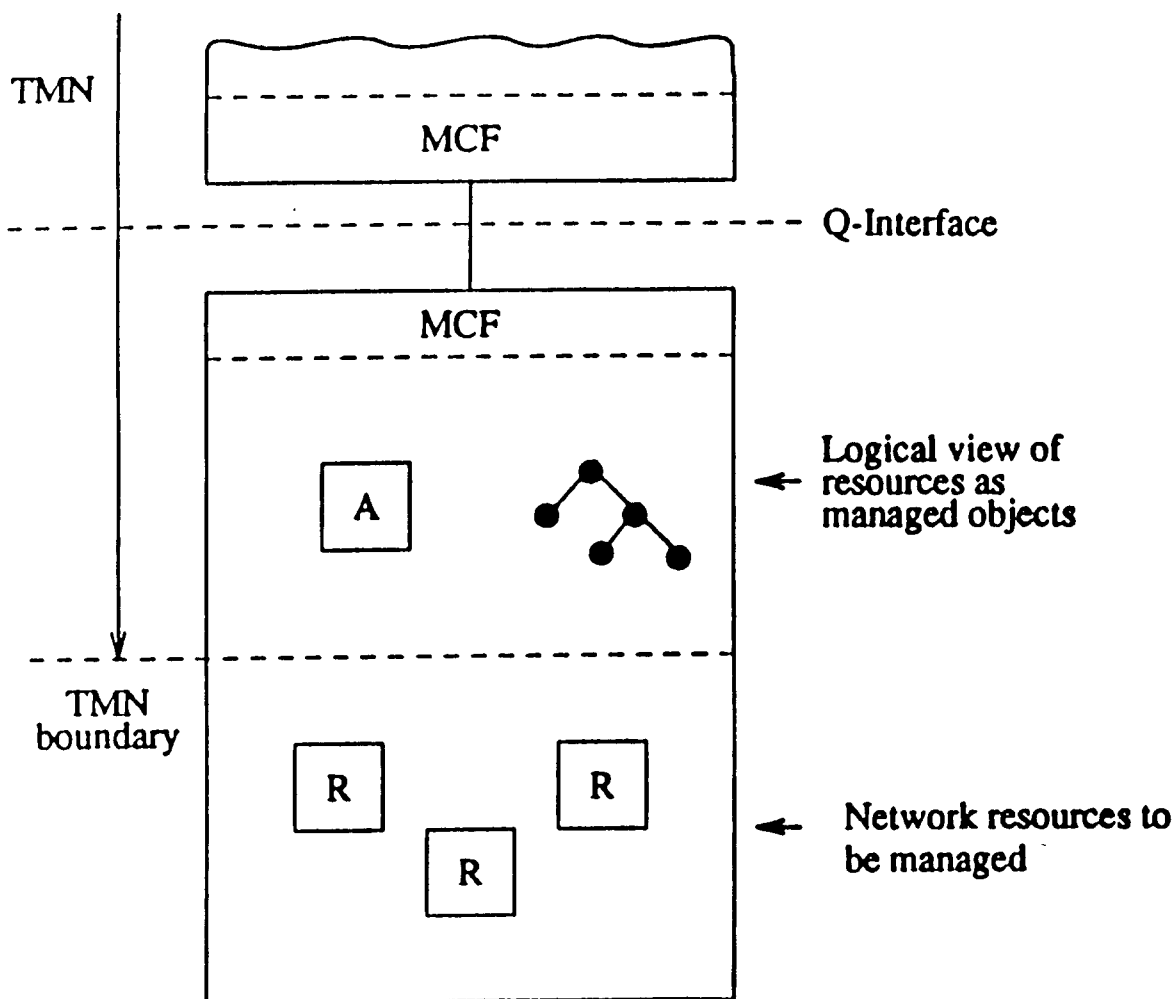 TMN
MCF
Q-Interface
MCF
A
Logical view of
resources as
managed objects
TMN
boundary
R
R
R
Network resources to
be managed